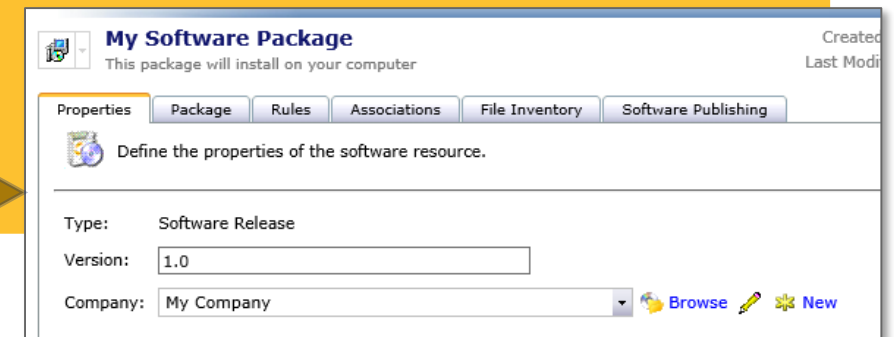 My Software Package
This package will install on your computer
Created
Last Modi
Properties Package Rules Associations File Inventory Software Publishing
Define the properties of the software resource.
Type: Software Release
Version: 1.0
Company: My Company Browse New